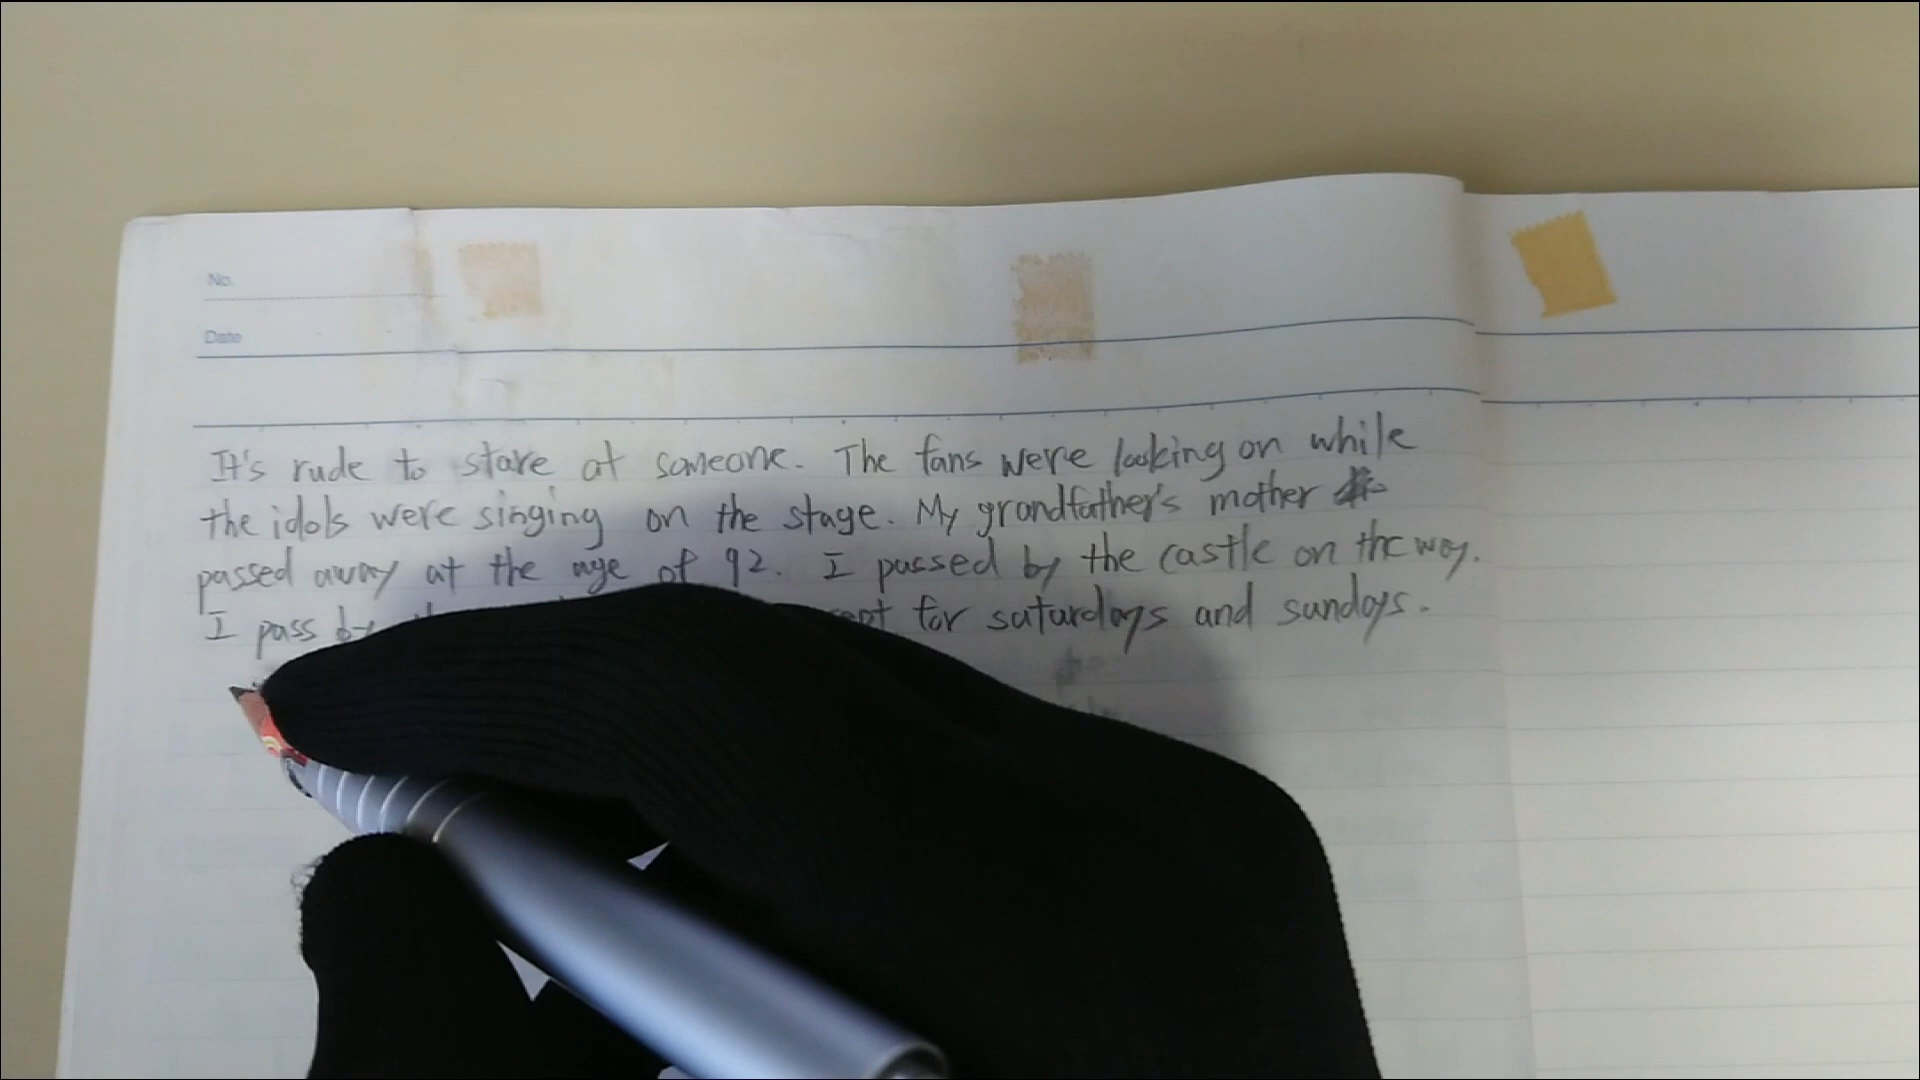 No.
Date
It's rude to stare at someone. The fans were looking on while
the idols were singing on the stage. My grandfather's mother
passed away at the age of 92. I passed by the castle on the way.
I pass by for saturdays and sundays.